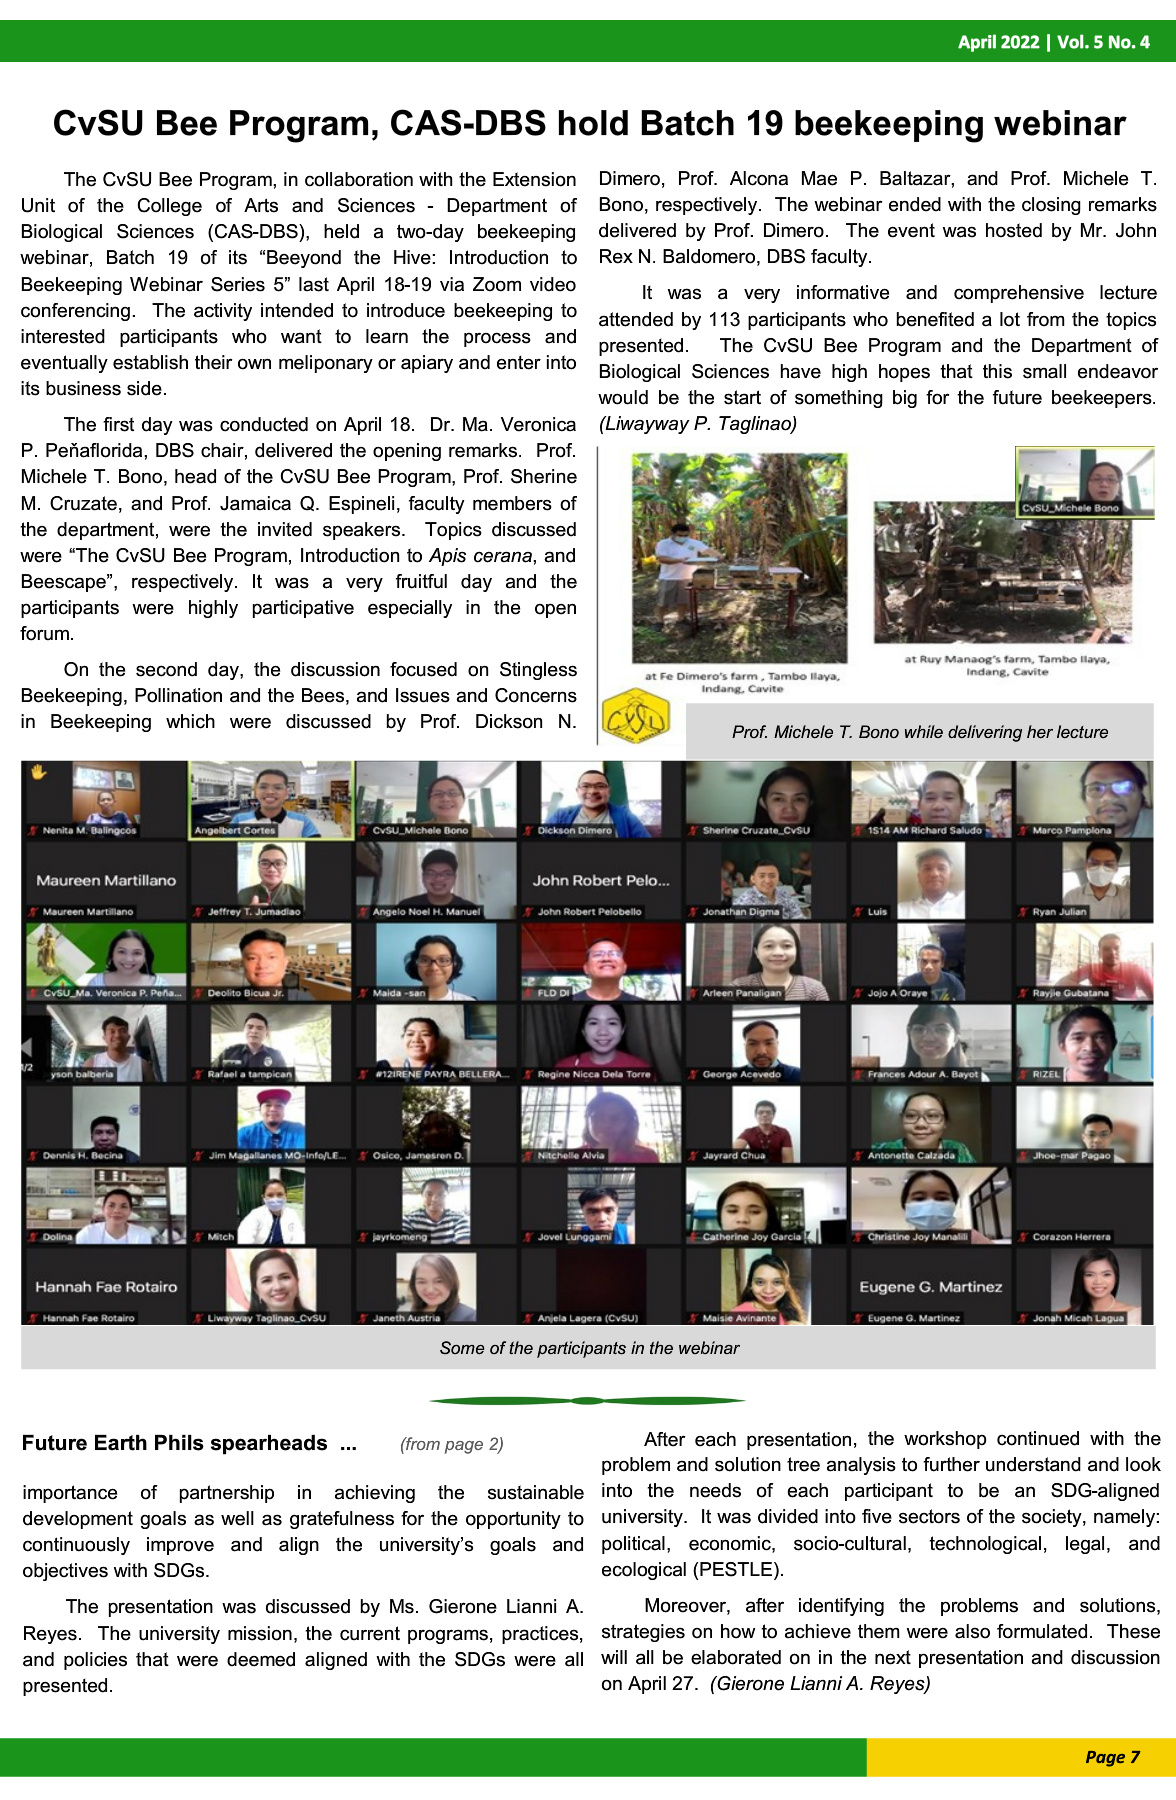 April 2022 | Vol. 5 No. 4
CvSU Bee Program, CAS-DBS hold Batch 19 beekeeping webinar
The CvSU Bee Program, in collaboration with the Extension
Unit of the College of Arts and Sciences - Department of
Biological Sciences (CAS-DBS), held a two-day beekeeping
webinar, Batch 19 of its “Beeyond the Hive: Introduction to
Beekeeping Webinar Series 5” last April 18-19 via Zoom video
conferencing. The activity intended to introduce beekeeping to
interested participants who want to learn the process and
eventually establish their own meliponary or apiary and enter into
its business side.
The first day was conducted on April 18. Dr. Ma. Veronica
P. Peňaflorida, DBS chair, delivered the opening remarks. Prof.
Michele T. Bono, head of the CvSU Bee Program, Prof. Sherine
M. Cruzate, and Prof. Jamaica Q. Espineli, faculty members of
the department, were the invited speakers. Topics discussed
were “The CvSU Bee Program, Introduction to Apis cerana, and
Beescape”, respectively. It was a very fruitful day and the
participants were highly participative especially in the open
forum.
On the second day, the discussion focused on Stingless
Beekeeping, Pollination and the Bees, and Issues and Concerns
in Beekeeping which were discussed by Prof. Dickson N.
Dimero, Prof. Alcona Mae P. Baltazar, and Prof. Michele T.
Bono, respectively. The webinar ended with the closing remarks
delivered by Prof. Dimero. The event was hosted by Mr. John
Rex N. Baldomero, DBS faculty.
It was a very informative and comprehensive lecture
attended by 113 participants who benefited a lot from the topics
presented. The CvSU Bee Program and the Department of
Biological Sciences have high hopes that this small endeavor
would be the start of something big for the future beekeepers.
(Liwayway P. Taglinao)
CvSU_Michele Bono
at Fe Dimero's farm , Tambo Ilaya,
Indang, Cavite
at Ruy Manaog's farm, Tambo Ilaya,
Indang, Cavite
CvSU
Prof. Michele T. Bono while delivering her lecture
Nenita M. Balingcos
Angelbert Cortes
CvSU_Michele Bono
Dickson Dimero
Sherine Cruzate_CvSU
1S14 AM Richard Saludo
Marco Pamplona
Maureen Martillano
Maureen Martillano
Jeffrey T. Jumadiao
Angelo Noel H. Manuel
John Robert Pelo...
John Robert Pelobello
Jonathan Digma
Luis
Ryan Julian
CvSU_Ma. Veronica P. Peña...
Deolito Bicua Jr.
Maida -san
FLD DI
Arleen Panaligan
Jojo A Oraye
Rayjie Gubatana
/2
yson balberia
Rafael a tampican
#12IRENE PAYRA BELLERA...
Regine Nicca Dela Torre
George Acevedo
Frances Adour A. Bayot
RIZEL
Dennis H. Becina
Jim Magallanes MO-Info/LE...
Osico, Jamesren D.
Nitchelle Alvia
Jayrard Chua
Antonette Calzada
Jhoe-mar Pagao
Dolina
Mitch
jayrkomeng
Jovel Lunggami
Catherine Joy Garcia
Christine Joy Manalili
Corazon Herrera
Hannah Fae Rotairo
Hannah Fae Rotairo
Liwayway Taglinao_CvSU
Janeth Austria
Anjela Lagera (CvSU)
Maisie Avinante
Eugene G. Martinez
Eugene G. Martinez
Jonah Micah Lagua
Some of the participants in the webinar
Future Earth Phils spearheads ... (from page 2)
importance of partnership in achieving the sustainable
development goals as well as gratefulness for the opportunity to
continuously improve and align the university’s goals and
objectives with SDGs.
The presentation was discussed by Ms. Gierone Lianni A.
Reyes. The university mission, the current programs, practices,
and policies that were deemed aligned with the SDGs were all
presented.
After each presentation, the workshop continued with the
problem and solution tree analysis to further understand and look
into the needs of each participant to be an SDG-aligned
university. It was divided into five sectors of the society, namely:
political, economic, socio-cultural, technological, legal, and
ecological (PESTLE).
Moreover, after identifying the problems and solutions,
strategies on how to achieve them were also formulated. These
will all be elaborated on in the next presentation and discussion
on April 27. (Gierone Lianni A. Reyes)
Page 7